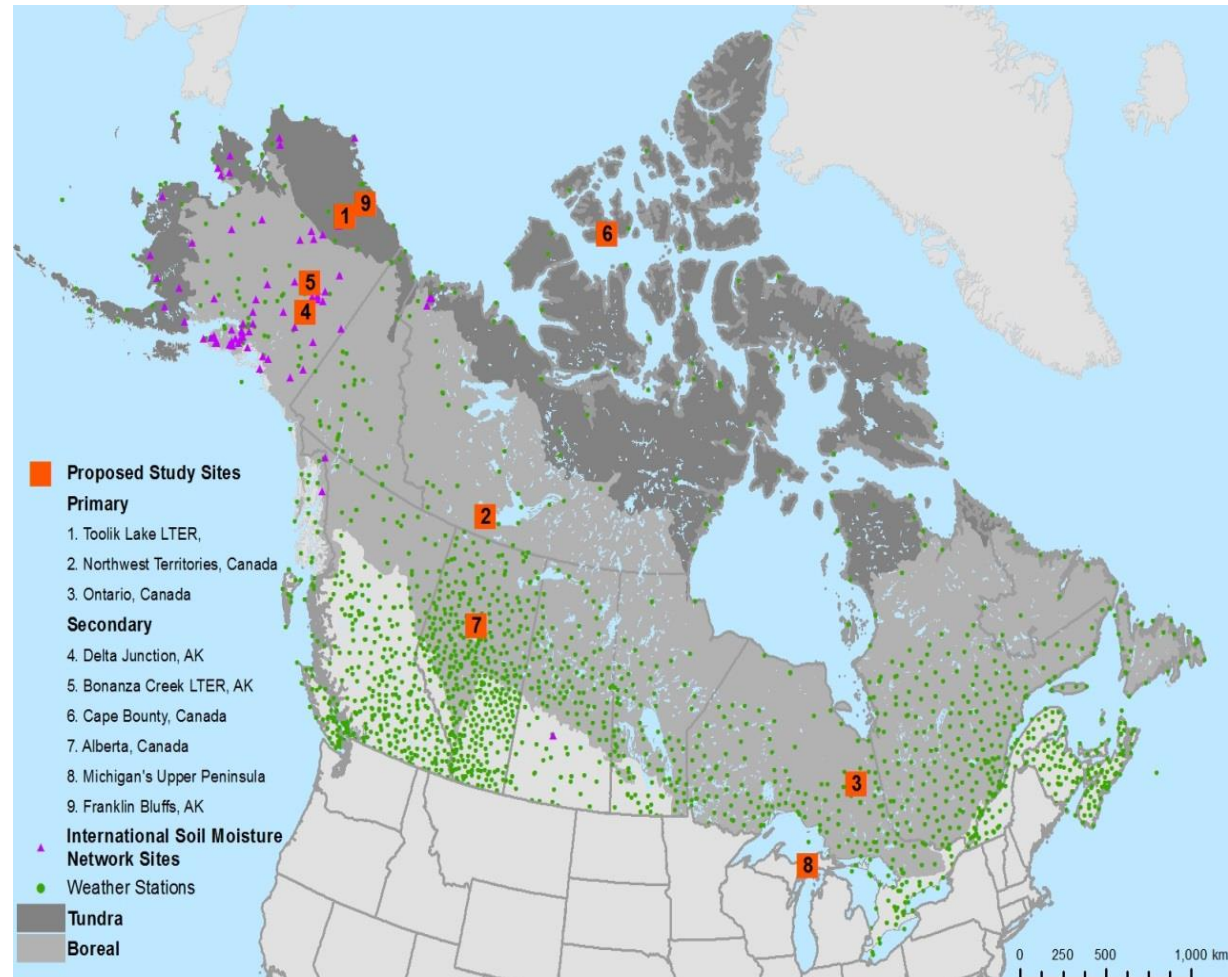 1
9
6
5
4
2
7
3
8
Proposed Study Sites
Primary
1. Toolik Lake LTER,
2. Northwest Territories, Canada
3. Ontario, Canada
Secondary
4. Delta Junction, AK
5. Bonanza Creek LTER, AK
6. Cape Bounty, Canada
7. Alberta, Canada
8. Michigan's Upper Peninsula
9. Franklin Bluffs, AK
International Soil Moisture
Network Sites
Weather Stations
Tundra
Boreal
0 250 500 1,000 km